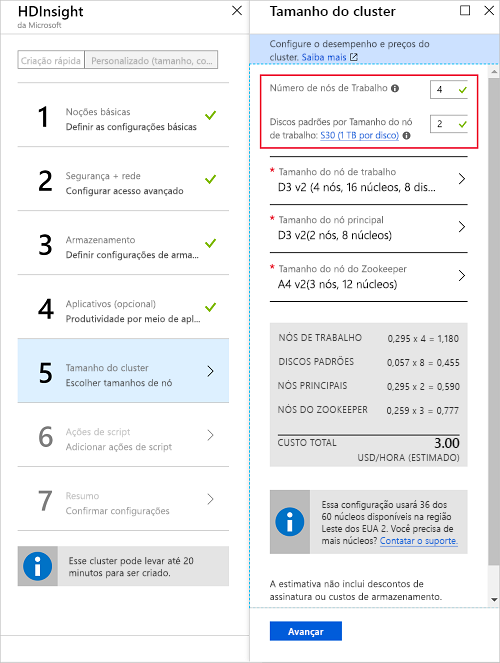 HDInsight
da Microsoft
Criação rápida
Personalizado (tamanho, co...
1
Noções básicas
Definir as configurações básicas
2
Segurança + rede
Configurar acesso avançado
3
Armazenamento
Definir configurações de arma...
4
Aplicativos (opcional)
Produtividade por meio de apl...
5
Tamanho do cluster
Escolher tamanhos de nó
6
Ações de script
Adicionar ações de script
7
Resumo
Confirmar configurações
Esse cluster pode levar até 20
minutos para ser criado.
Tamanho do cluster
Configure o desempenho e preços do
cluster. Saiba mais
Número de nós de Trabalho 4
Discos padrões por Tamanho do nó
de trabalho: S30 (1 TB por disco) 2
* Tamanho do nó de trabalho
D3 v2 (4 nós, 16 núcleos, 8 dis...
* Tamanho do nó principal
D3 v2(2 nós, 8 núcleos)
* Tamanho do nó do Zookeeper
A4 v2(3 nós, 12 núcleos)
NÓS DE TRABALHO 0,295 x 4 = 1,180
DISCOS PADRÕES 0,057 x 8 = 0,455
NÓS PRINCIPAIS 0,295 x 2 = 0,590
NÓS DO ZOOKEEPER 0,259 x 3 = 0,777
CUSTO TOTAL 3.00
USD/HORA (ESTIMADO)
Essa configuração usará 36 dos
60 núcleos disponíveis na região
Leste dos EUA 2. Você precisa de
mais núcleos? Contatar o suporte.
A estimativa não inclui descontos de
assinatura ou custos de armazenamento.
Avançar